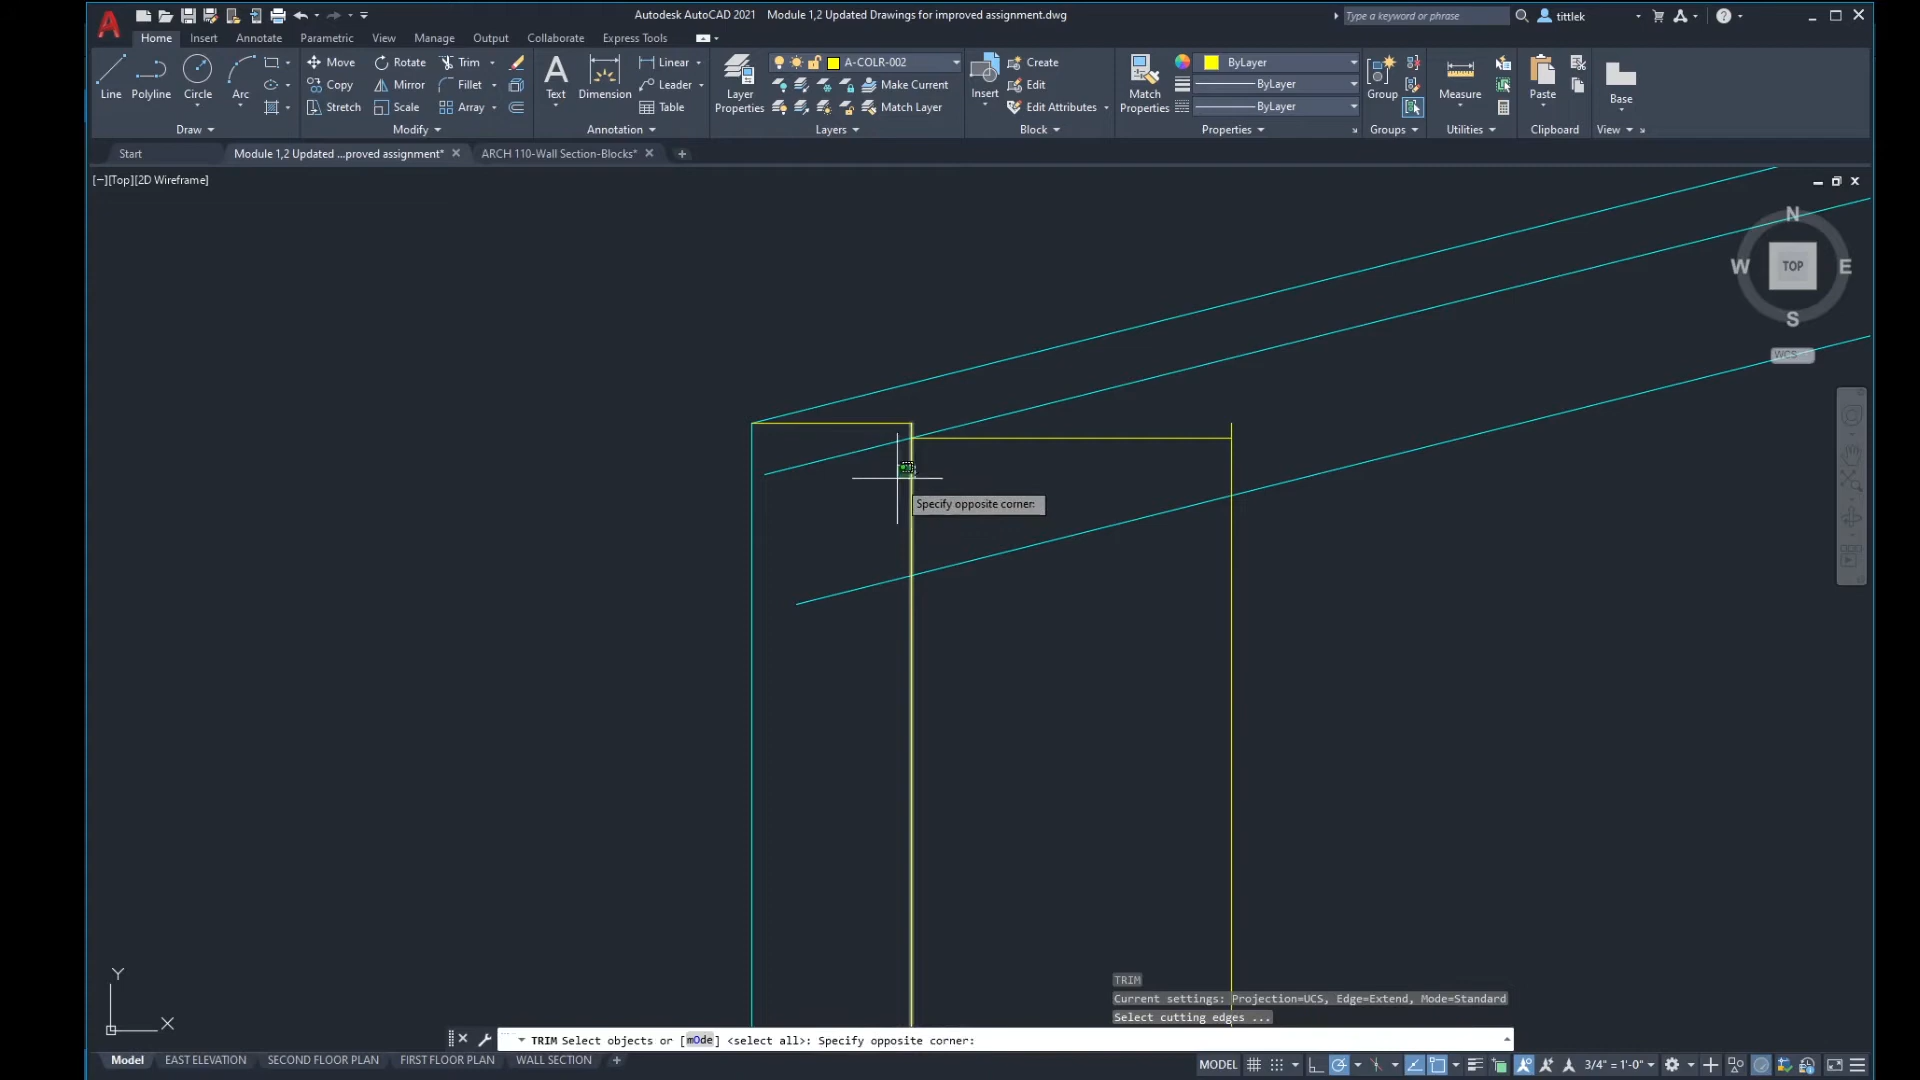 Autodesk AutoCAD 2021 Module 1,2 Updated Drawings for improved assignment.dwg
Type a keyword or phrase
tittlek
Home Insert Annotate Parametric View Manage Output Collaborate Express Tools
Line Polyline Circle Arc
Move Rotate Trim
Copy Mirror Fillet
Stretch Scale Array
Text Dimension
Linear
Leader
Table
Layer Properties
A-COLR-002
Make Current
Match Layer
Insert
Create
Edit
Edit Attributes
Match Properties
ByLayer
ByLayer
ByLayer
Group
Measure
Paste
Base
Draw Modify Annotation Layers Block Properties Groups Utilities Clipboard View
Start Module 1,2 Updated ...proved assignment* ARCH 110-Wall Section-Blocks*
[−][Top][2D Wireframe]
N
W TOP E
S
WCS
Specify opposite corner:
Y
X
TRIM
Current settings: Projection=UCS, Edge=Extend, Mode=Standard
Select cutting edges ...
TRIM Select objects or [mOde] <select all>: Specify opposite corner:
Model EAST ELEVATION SECOND FLOOR PLAN FIRST FLOOR PLAN WALL SECTION
MODEL 3/4" = 1'-0"